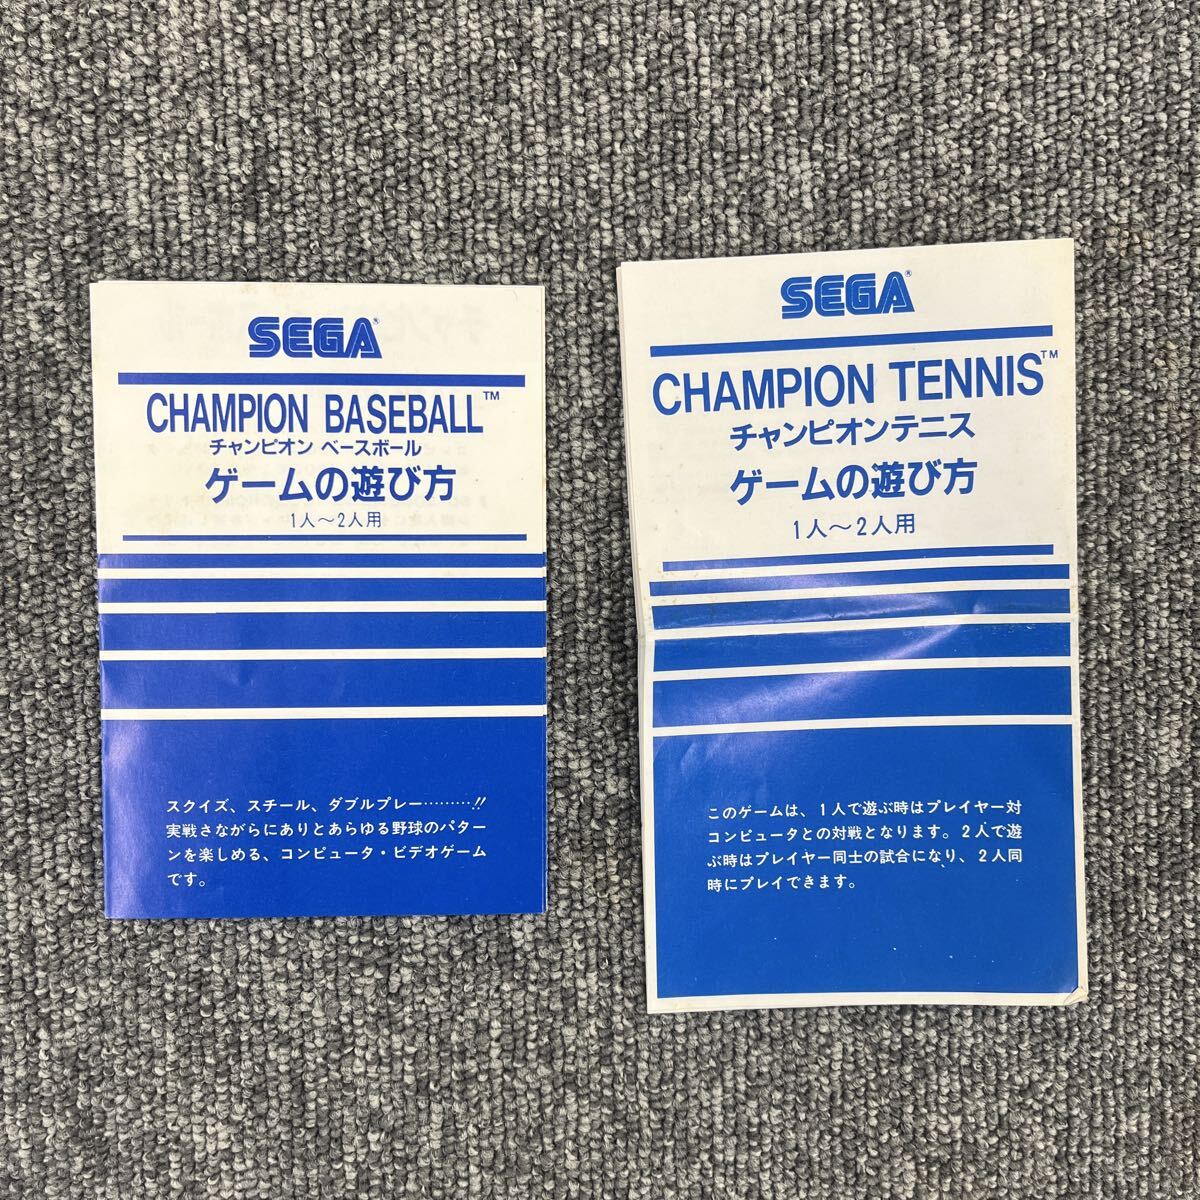 SEGA®
CHAMPION BASEBALL™
チャンピオン ベースボール
ゲームの遊び方
1人～2人用
スクイズ、スチール、ダブルプレー………!!
実戦さながらにありとあらゆる野球のパター
ンを楽しめる、コンピュータ・ビデオゲーム
です。
SEGA®
CHAMPION TENNIS™
チャンピオンテニス
ゲームの遊び方
1人～2人用
このゲームは、1人で遊ぶ時はプレイヤー対
コンピュータとの対戦となります。2人で遊
ぶ時はプレイヤー同士の試合になり、2人同
時にプレイできます。